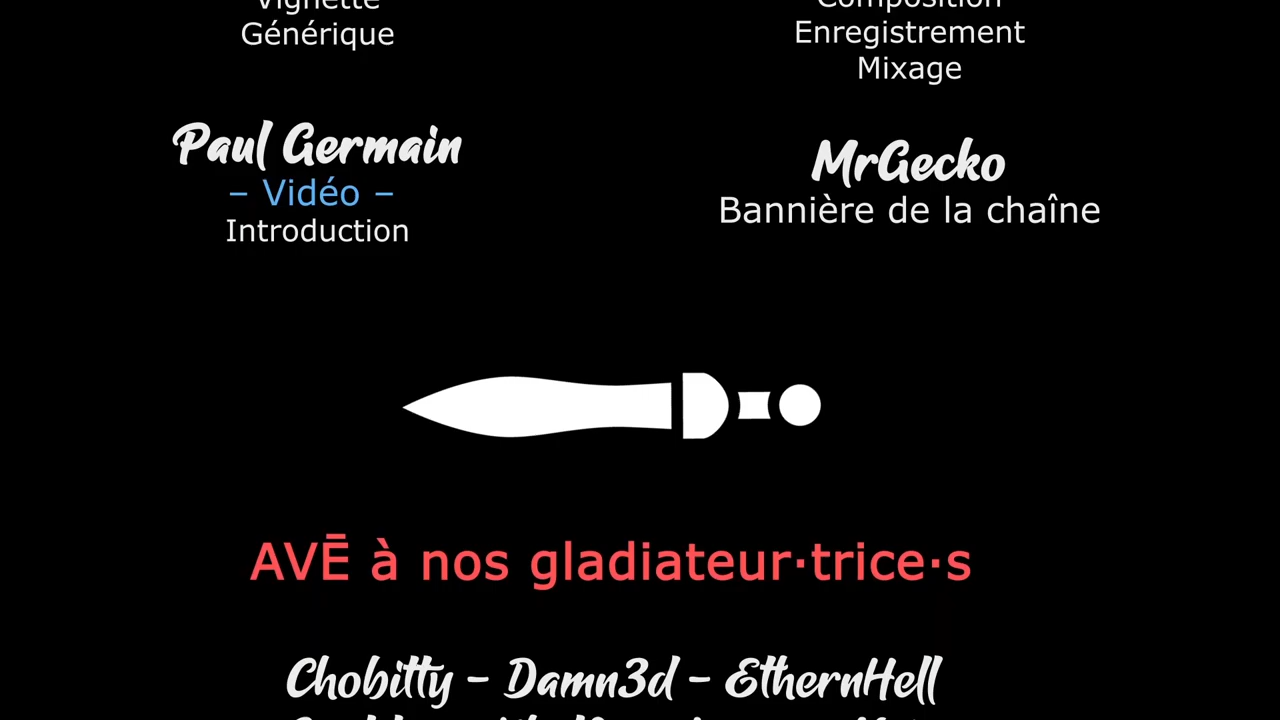 Vignette
Générique
Composition
Enregistrement
Mixage
Paul Germain
– Vidéo –
Introduction
MrGecko
Bannière de la chaîne
AVĒ à nos gladiateur·trice·s
Chobitty – Damn3d – EthernHell